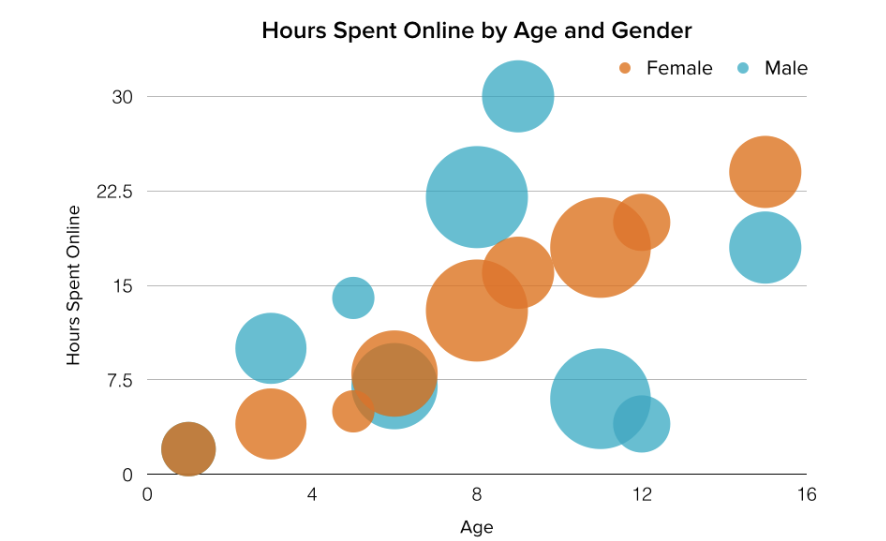 Hours Spent Online by Age and Gender
Female Male
30
22.5
15
7.5
0
Hours Spent Online
0 4 8 12 16
Age